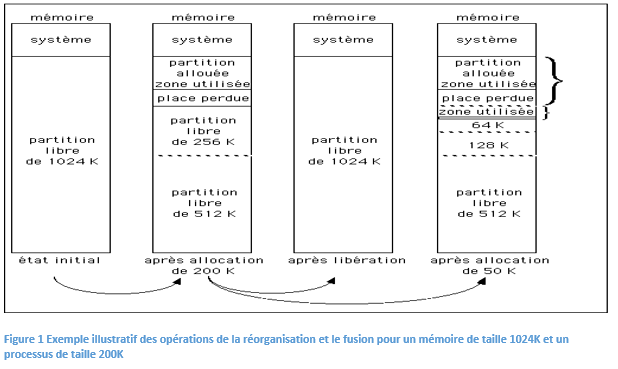 mémoire
système
partition
libre
de 1024 K
état initial
mémoire
système
partition
allouée
zone utilisée
place perdue
partition
libre
de 256 K
partition
libre
de 512 K
après allocation
de 200 K
mémoire
système
partition
libre
de 1024 K
après libération
mémoire
système
partition
allouée
zone utilisée
place perdue
zone utilisée
64 K
128 K
partition
libre
de 512 K
après allocation
de 50 K
Figure 1 Exemple illustratif des opérations de la réorganisation et le fusion pour un mémoire de taille 1024K et un
processus de taille 200K